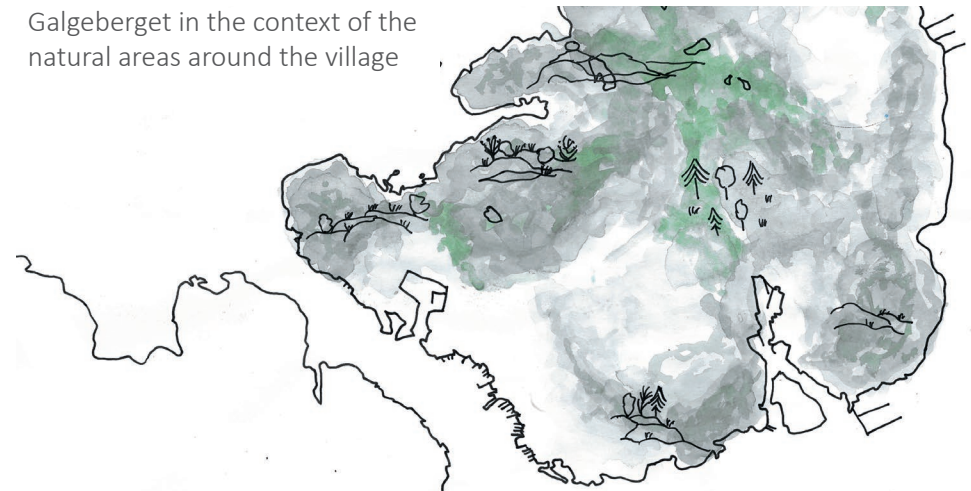 Galgeberget in the context of the
natural areas around the village